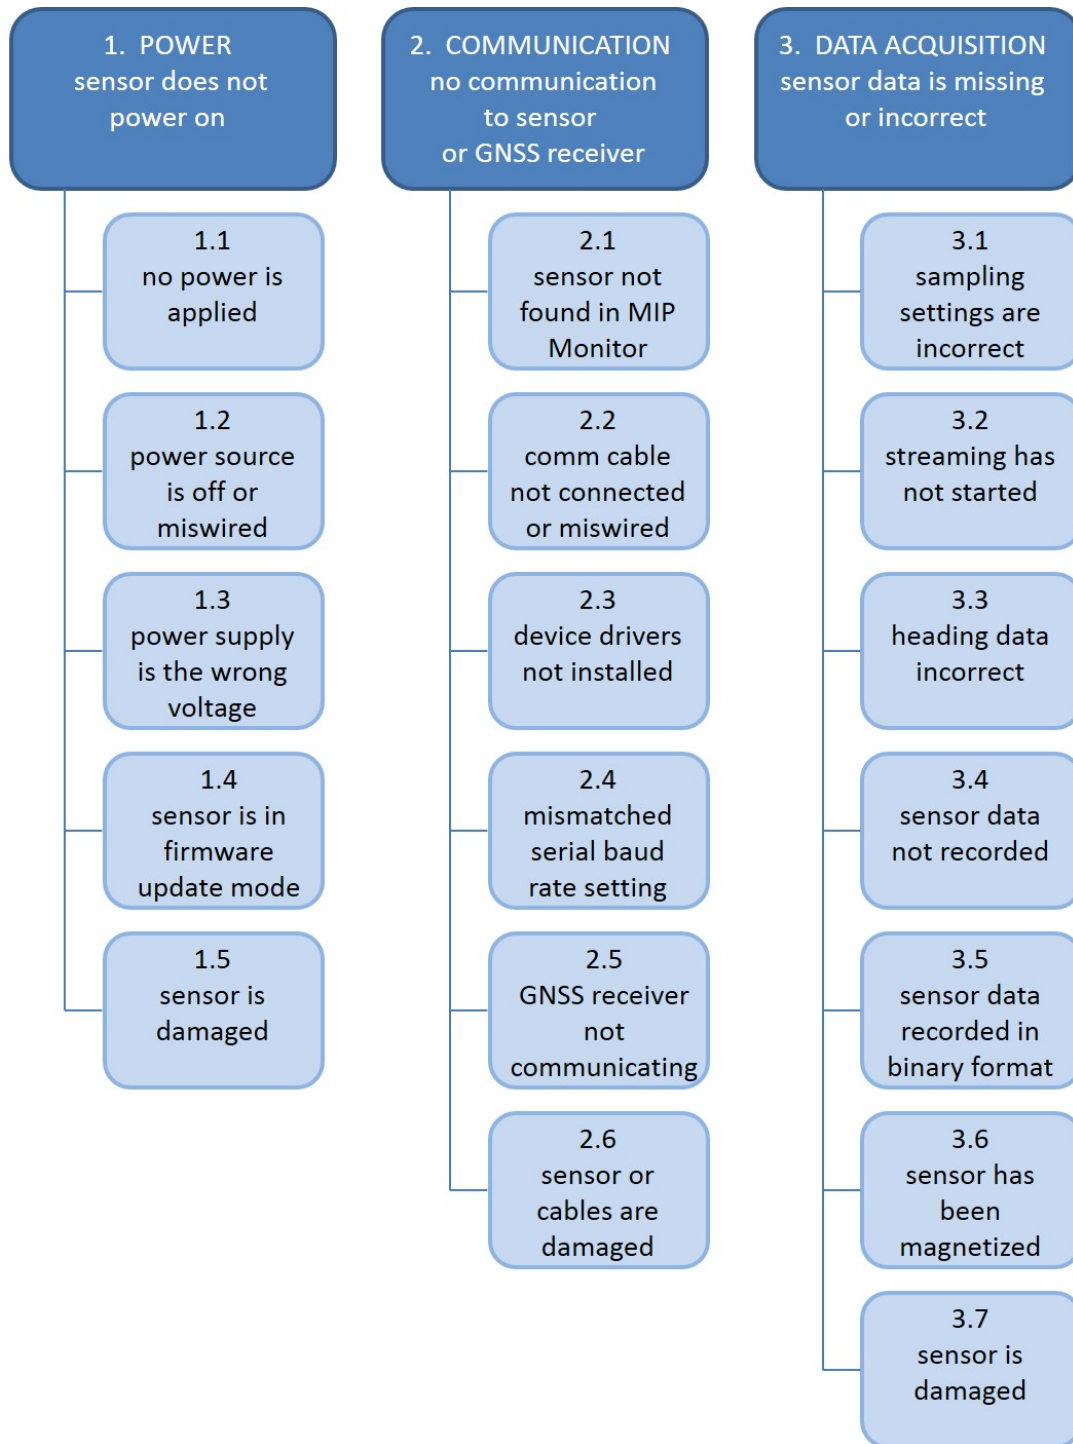 1. POWER
sensor does not
power on
1.1
no power is
applied
1.2
power source
is off or
miswired
1.3
power supply
is the wrong
voltage
1.4
sensor is in
firmware
update mode
1.5
sensor is
damaged
2. COMMUNICATION
no communication
to sensor
or GNSS receiver
2.1
sensor not
found in MIP
Monitor
2.2
comm cable
not connected
or miswired
2.3
device drivers
not installed
2.4
mismatched
serial baud
rate setting
2.5
GNSS receiver
not
communicating
2.6
sensor or
cables are
damaged
3. DATA ACQUISITION
sensor data is missing
or incorrect
3.1
sampling
settings are
incorrect
3.2
streaming has
not started
3.3
heading data
incorrect
3.4
sensor data
not recorded
3.5
sensor data
recorded in
binary format
3.6
sensor has
been
magnetized
3.7
sensor is
damaged